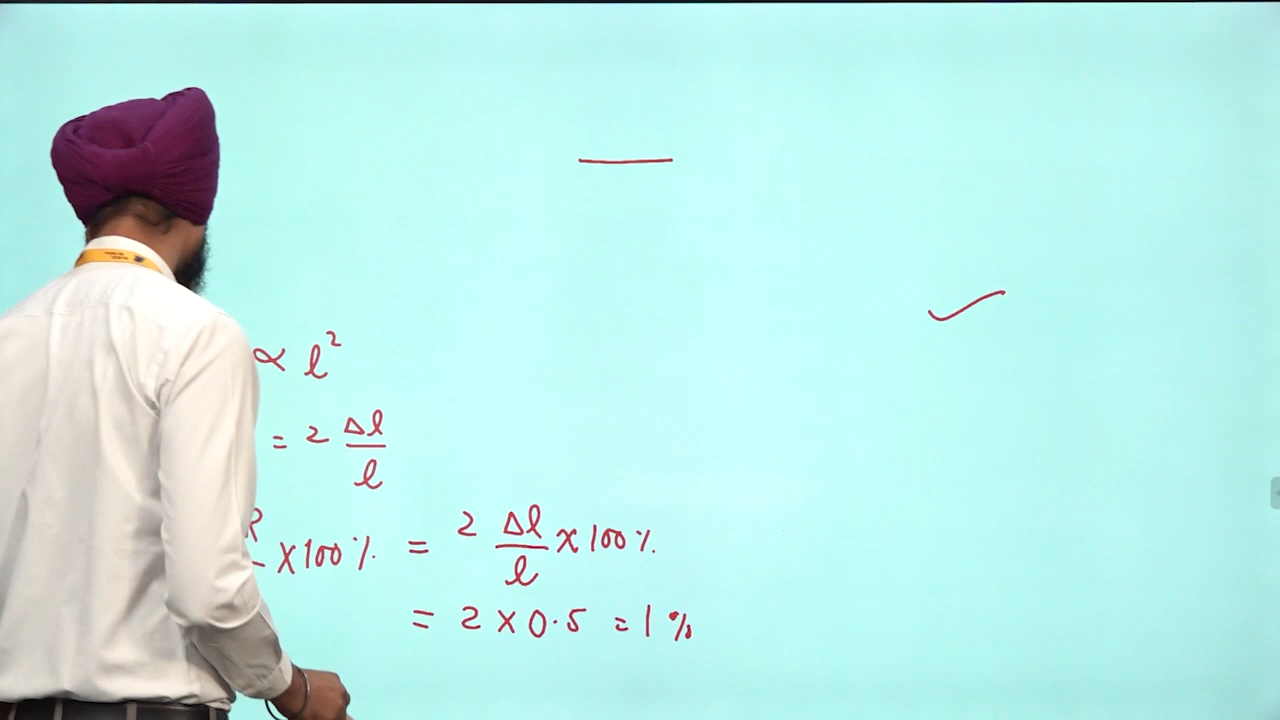 ∝ l²
= 2 Δl/l
R × 100% = 2 Δl/l × 100%
= 2 × 0.5 = 1%